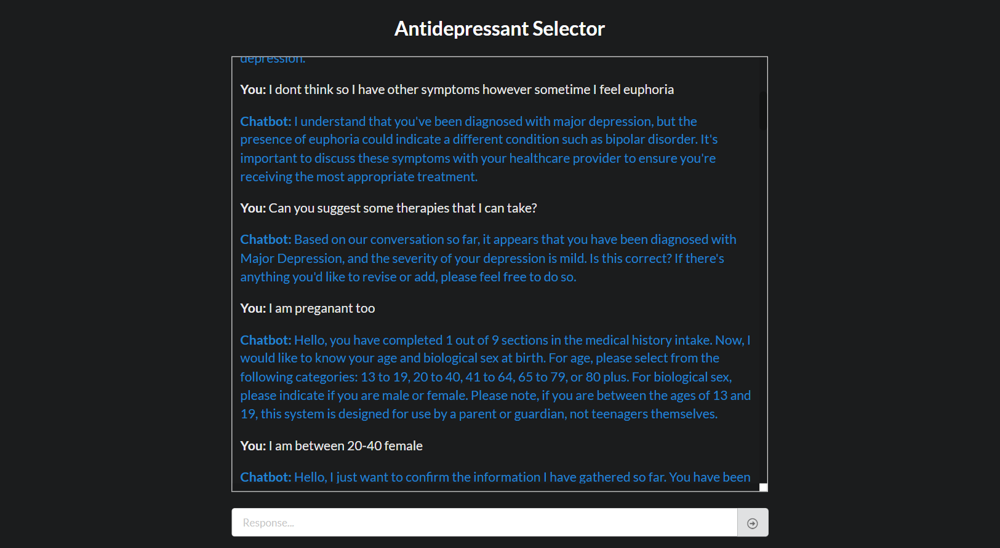 Antidepressant Selector
depression.
You: I dont think so I have other symptoms however sometime I feel euphoria
Chatbot: I understand that you've been diagnosed with major depression, but the
presence of euphoria could indicate a different condition such as bipolar disorder. It's
important to discuss these symptoms with your healthcare provider to ensure you're
receiving the most appropriate treatment.
You: Can you suggest some therapies that I can take?
Chatbot: Based on our conversation so far, it appears that you have been diagnosed with
Major Depression, and the severity of your depression is mild. Is this correct? If there's
anything you'd like to revise or add, please feel free to do so.
You: I am preganant too
Chatbot: Hello, you have completed 1 out of 9 sections in the medical history intake. Now, I
would like to know your age and biological sex at birth. For age, please select from the
following categories: 13 to 19, 20 to 40, 41 to 64, 65 to 79, or 80 plus. For biological sex,
please indicate if you are male or female. Please note, if you are between the ages of 13 and
19, this system is designed for use by a parent or guardian, not teenagers themselves.
You: I am between 20-40 female
Chatbot: Hello, I just want to confirm the information I have gathered so far. You have been
Response...